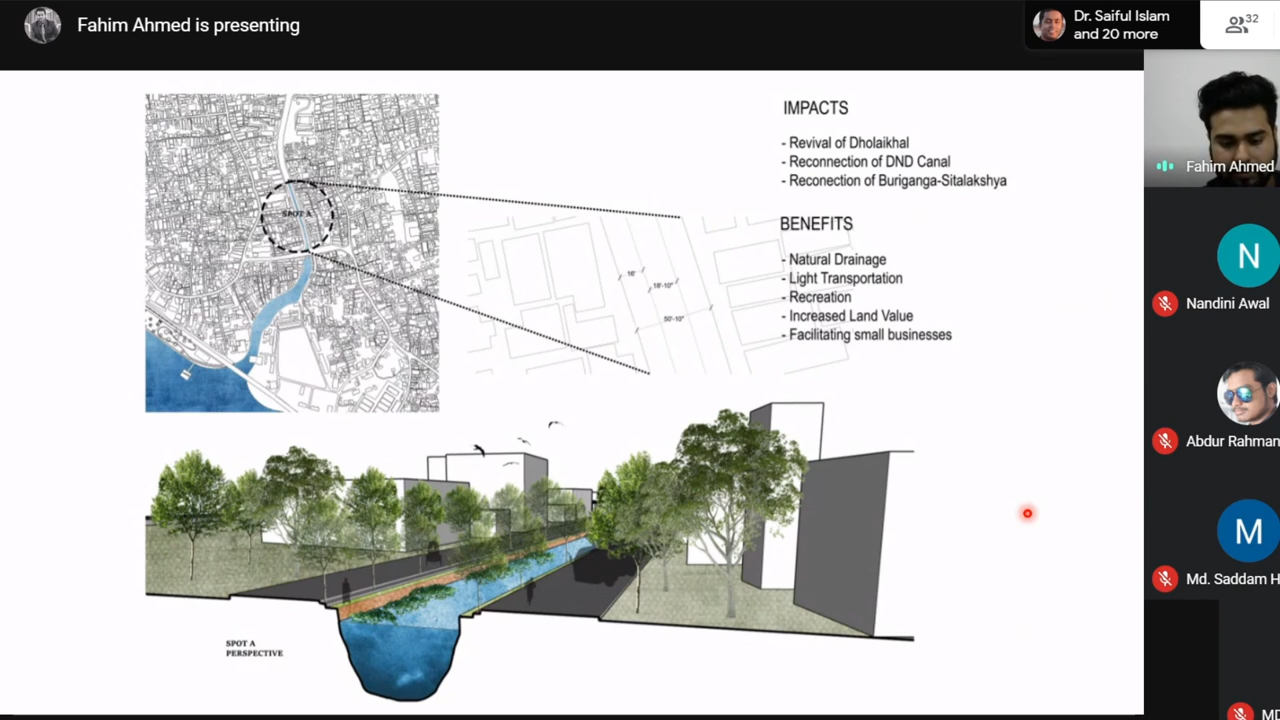 Fahim Ahmed is presenting
Dr. Saiful Islam
and 20 more
32
SPOT A
IMPACTS
- Revival of Dholaikhal
- Reconnection of DND Canal
- Reconection of Buriganga-Sitalakshya
BENEFITS
- Natural Drainage
- Light Transportation
- Recreation
- Increased Land Value
- Facilitating small businesses
16'
18'-10"
50'-10"
SPOT A
PERSPECTIVE
Fahim Ahmed
N
Nandini Awal
Abdur Rahman
M
Md. Saddam H
MD